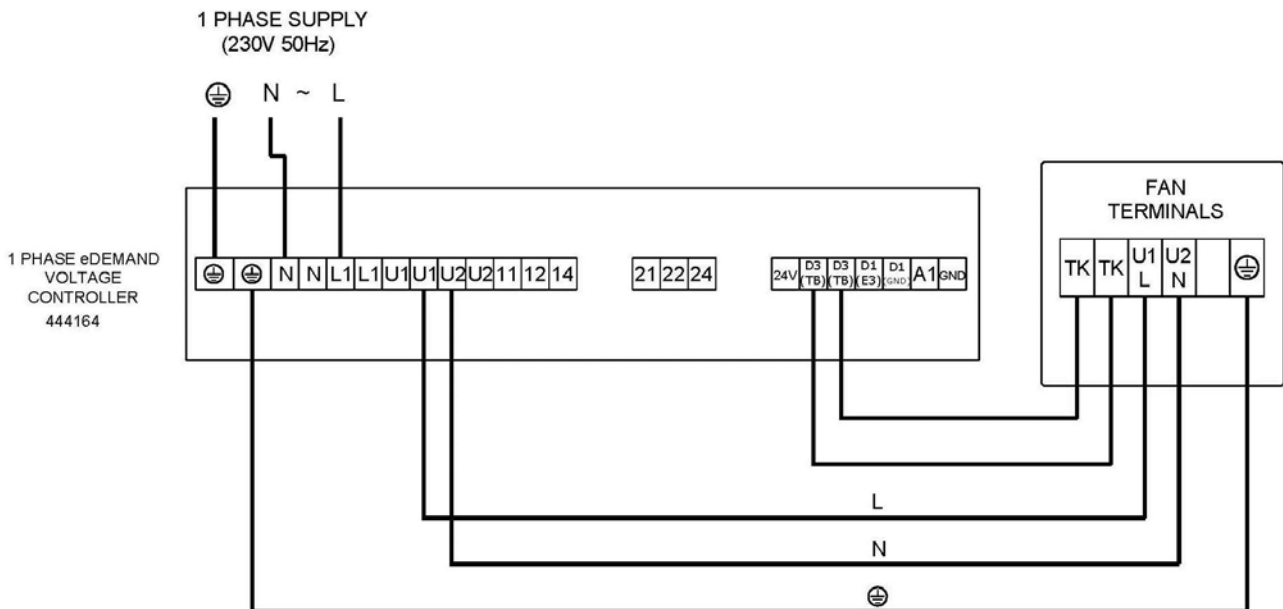 1 PHASE SUPPLY
(230V 50Hz)
N ~ L
1 PHASE eDEMAND
VOLTAGE
CONTROLLER
444164
N N L1 L1 U1 U1 U2 U2 11 12 14
21 22 24
24V D3 (TB) D3 (TB) D1 (E3) D1 (GND) A1 GND
FAN
TERMINALS
TK TK U1 L U2 N
L
N